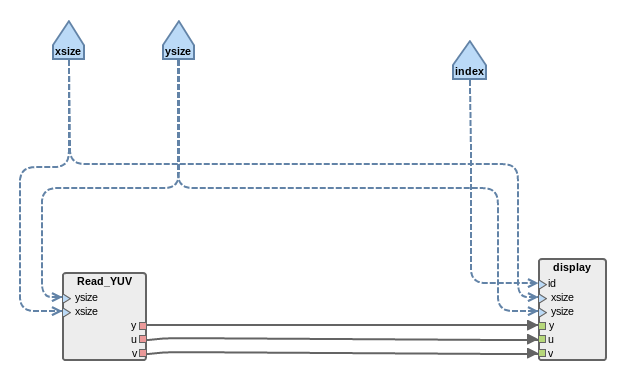 xsize
ysize
index
Read_YUV
ysize
xsize
y
u
v
display
id
xsize
ysize
y
u
v